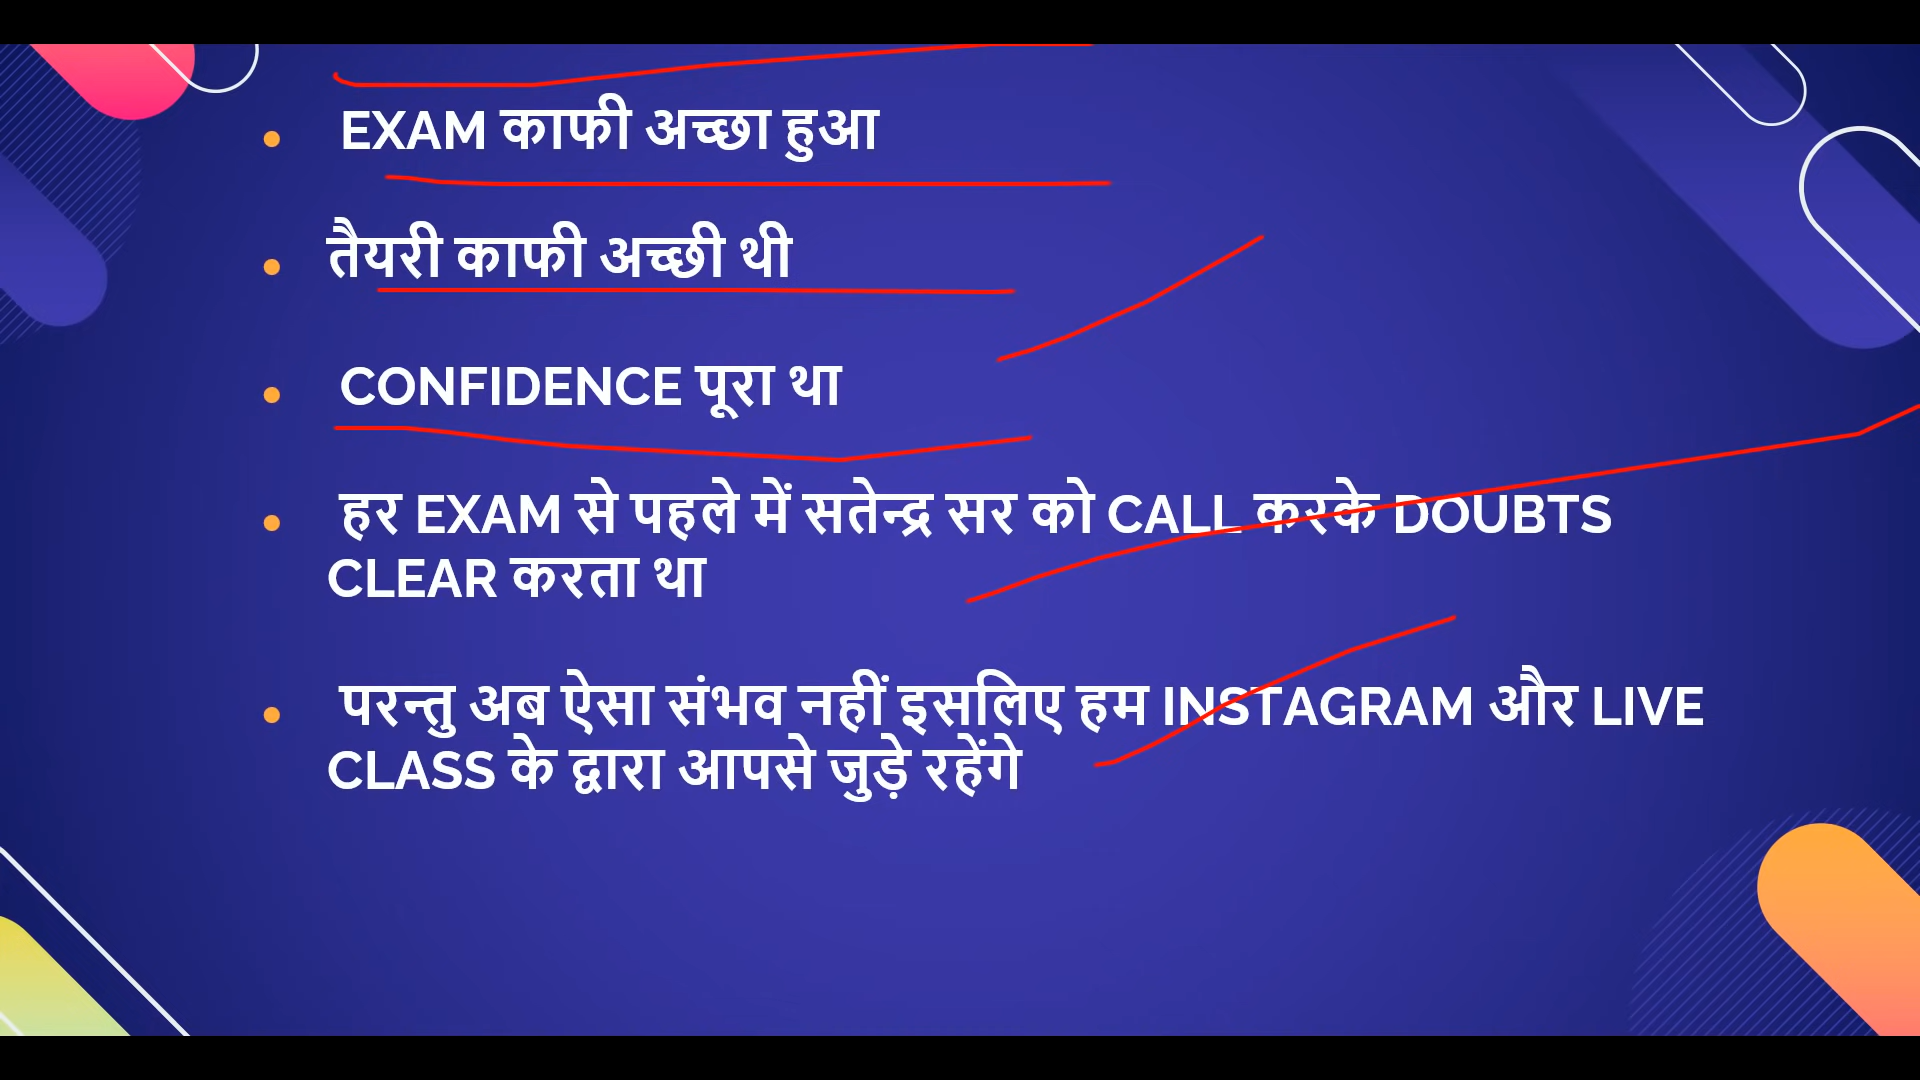 EXAM काफी अच्छा हुआ
तैयरी काफी अच्छी थी
CONFIDENCE पूरा था
हर EXAM से पहले में सतेन्द्र सर को CALL करके DOUBTS
CLEAR करता था
परन्तु अब ऐसा संभव नहीं इसलिए हम INSTAGRAM और LIVE
CLASS के द्वारा आपसे जुड़े रहेंगे